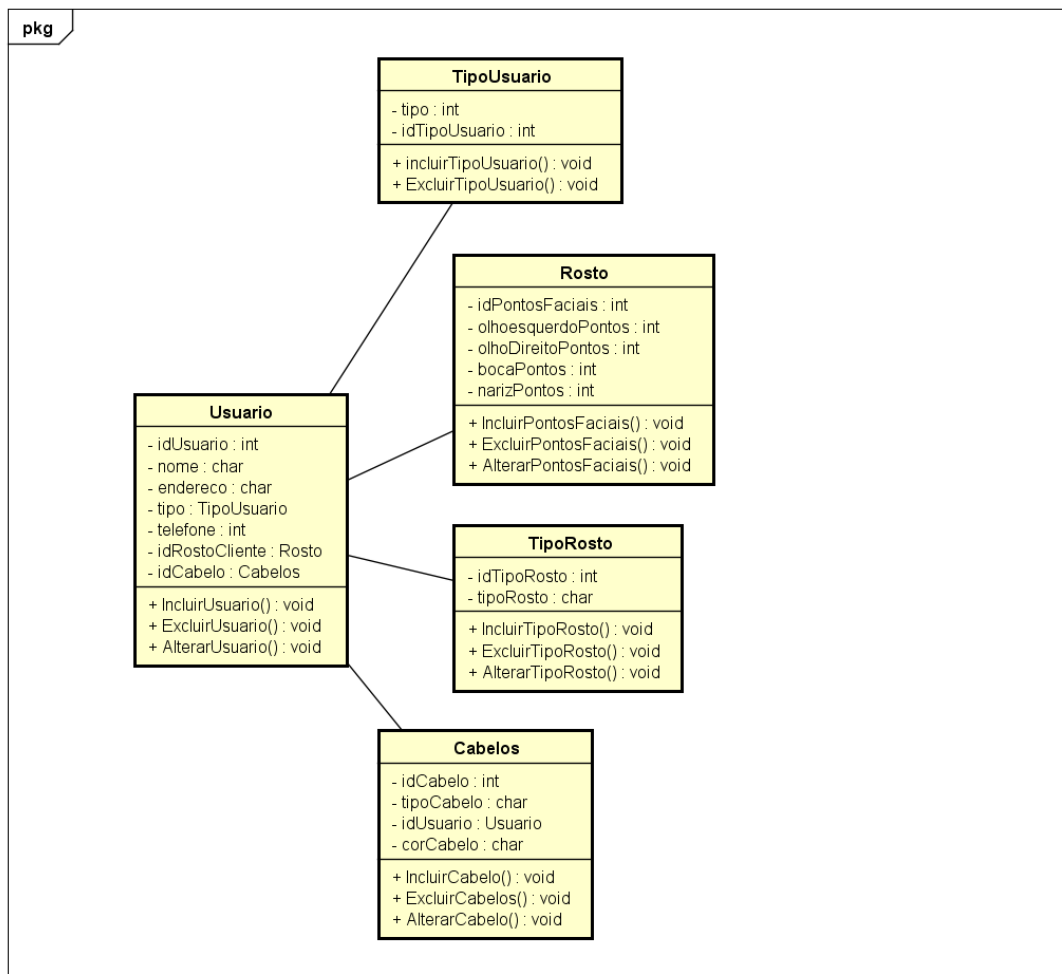 pkg
TipoUsuario
- tipo : int
- idTipoUsuario : int
+ incluirTipoUsuario() : void
+ ExcluirTipoUsuario() : void
Rosto
- idPontosFaciais : int
- olhoesquerdoPontos : int
- olhoDireitoPontos : int
- bocaPontos : int
- narizPontos : int
+ IncluirPontosFaciais() : void
+ ExcluirPontosFaciais() : void
+ AlterarPontosFaciais() : void
Usuario
- idUsuario : int
- nome : char
- endereco : char
- tipo : TipoUsuario
- telefone : int
- idRostoCliente : Rosto
- idCabelo : Cabelos
+ IncluirUsuario() : void
+ ExcluirUsuario() : void
+ AlterarUsuario() : void
TipoRosto
- idTipoRosto : int
- tipoRosto : char
+ IncluirTipoRosto() : void
+ ExcluirTipoRosto() : void
+ AlterarTipoRosto() : void
Cabelos
- idCabelo : int
- tipoCabelo : char
- idUsuario : Usuario
- corCabelo : char
+ IncluirCabelo() : void
+ ExcluirCabelos() : void
+ AlterarCabelo() : void